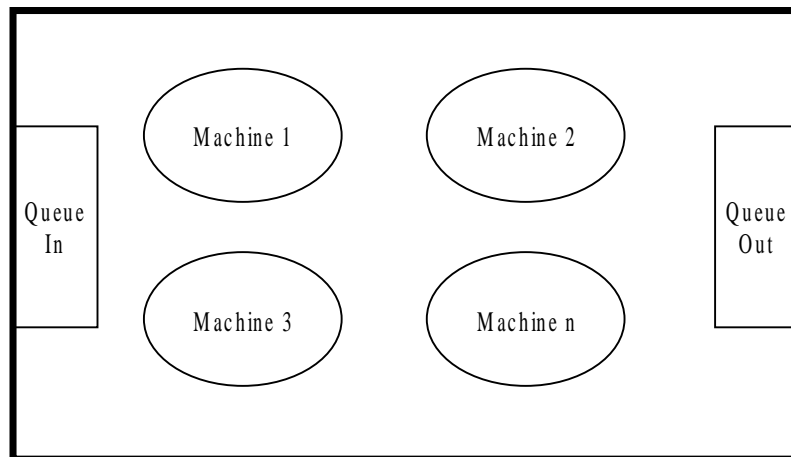 Machine 1
Machine 2
Queue
In
Queue
Out
Machine 3
Machine n